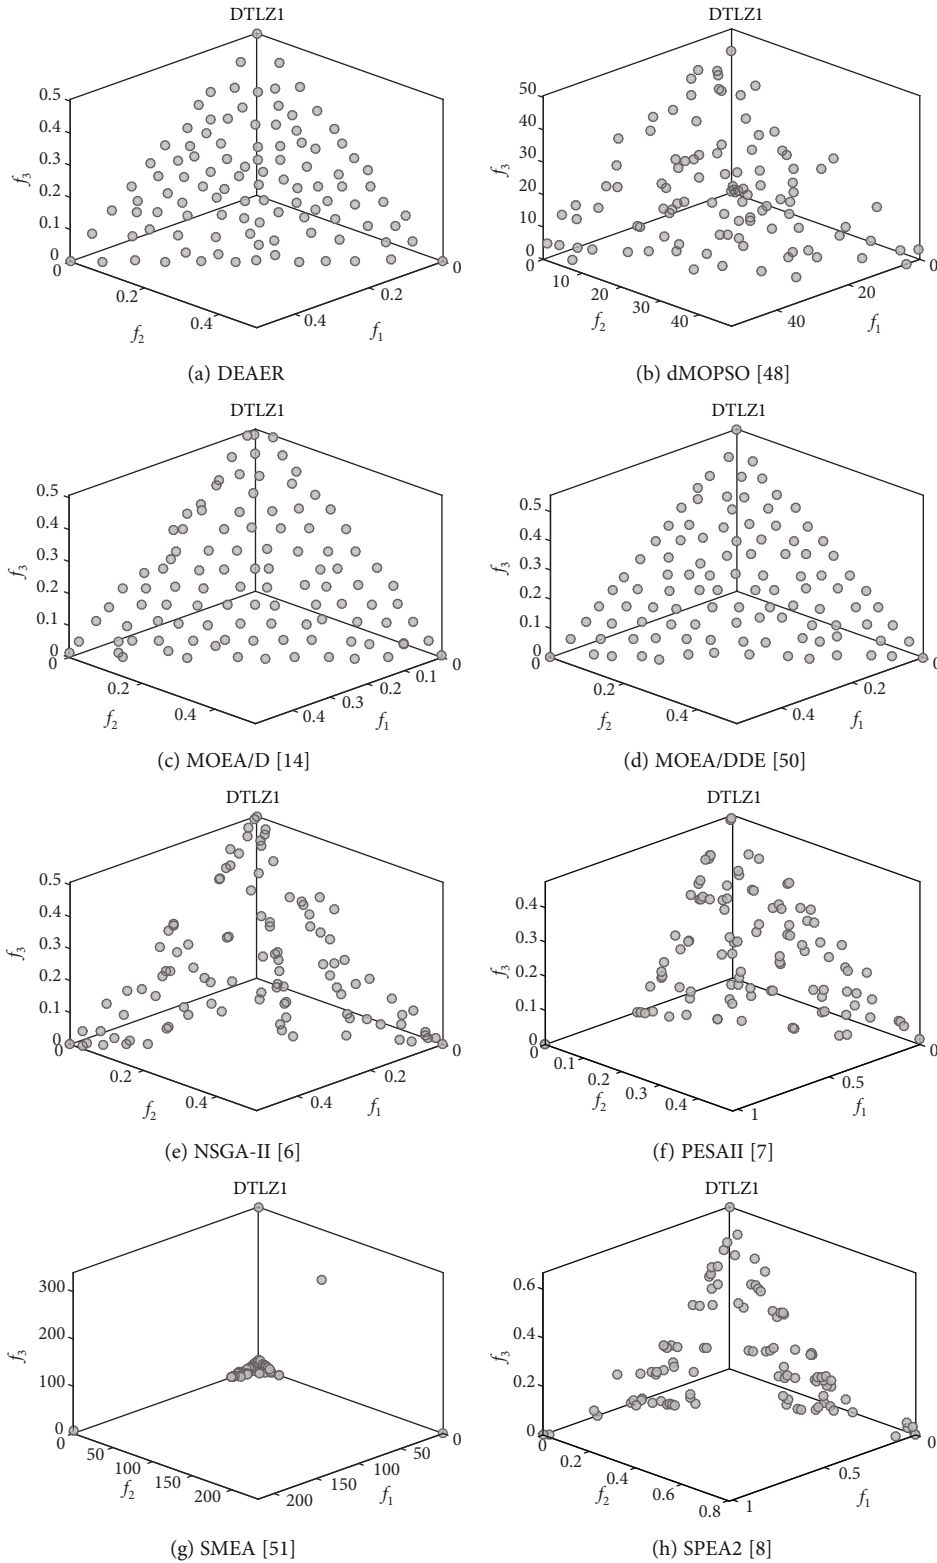 DTLZ1
0.5
0.4
0.3
0.2
0.1
0
f3
0
0.2
0.4
f2
0.4
0.2
0
f1
(a) DEAER
DTLZ1
50
40
30
20
10
0
f3
0
10
20
30
40
f2
40
20
0
f1
(b) dMOPSO [48]
DTLZ1
0.5
0.4
0.3
0.2
0.1
0
f3
0
0.2
0.4
f2
0.4
0.3
0.2
0.1
0
f1
(c) MOEA/D [14]
DTLZ1
0.5
0.4
0.3
0.2
0.1
0
f3
0
0.2
0.4
f2
0.4
0.2
0
f1
(d) MOEA/DDE [50]
DTLZ1
0.5
0.4
0.3
0.2
0.1
0
f3
0
0.2
0.4
f2
0.4
0.2
0
f1
(e) NSGA-II [6]
DTLZ1
0.4
0.3
0.2
0.1
0
f3
0
0.1
0.2
0.3
0.4
f2
1
0.5
0
f1
(f) PESAII [7]
DTLZ1
300
200
100
0
f3
0
50
100
150
200
f2
200
150
100
50
0
f1
(g) SMEA [51]
DTLZ1
0.6
0.4
0.2
0
f3
0
0.2
0.4
0.6
0.8
f2
1
0.5
0
f1
(h) SPEA2 [8]